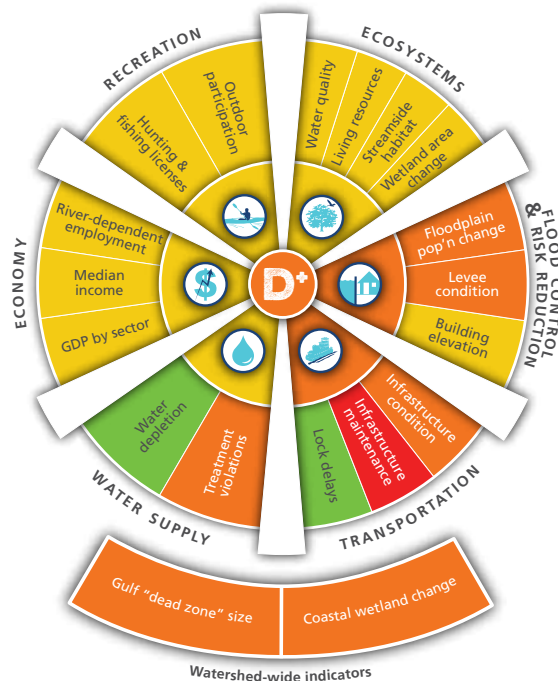 RECREATION
ECOSYSTEMS
Hunting &
fishing licenses
Outdoor
participation
Water quality
Living resources
Streamside
habitat
Wetland area
change
ECONOMY
River-dependent
employment
Median
income
GDP by sector
D+
Floodplain
pop'n change
Levee
condition
Building
elevation
FLOOD CONTROL
& RISK REDUCTION
Water
depletion
Treatment
violations
Lock delays
Infrastructure
maintenance
Infrastructure
condition
WATER SUPPLY
TRANSPORTATION
Gulf "dead zone" size
Coastal wetland change
Watershed-wide indicators